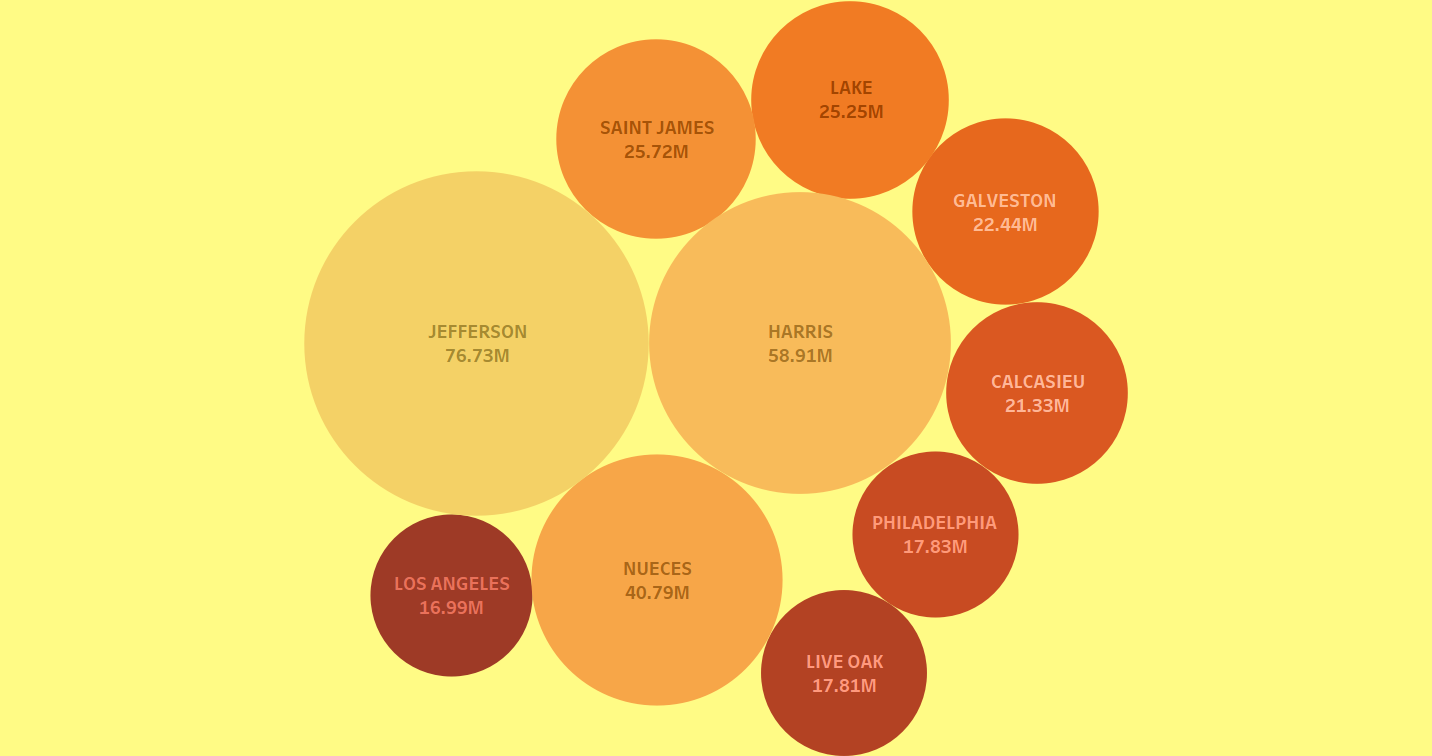 LAKE
25.25M
SAINT JAMES
25.72M
GALVESTON
22.44M
JEFFERSON
76.73M
HARRIS
58.91M
CALCASIEU
21.33M
PHILADELPHIA
17.83M
NUECES
40.79M
LOS ANGELES
16.99M
LIVE OAK
17.81M